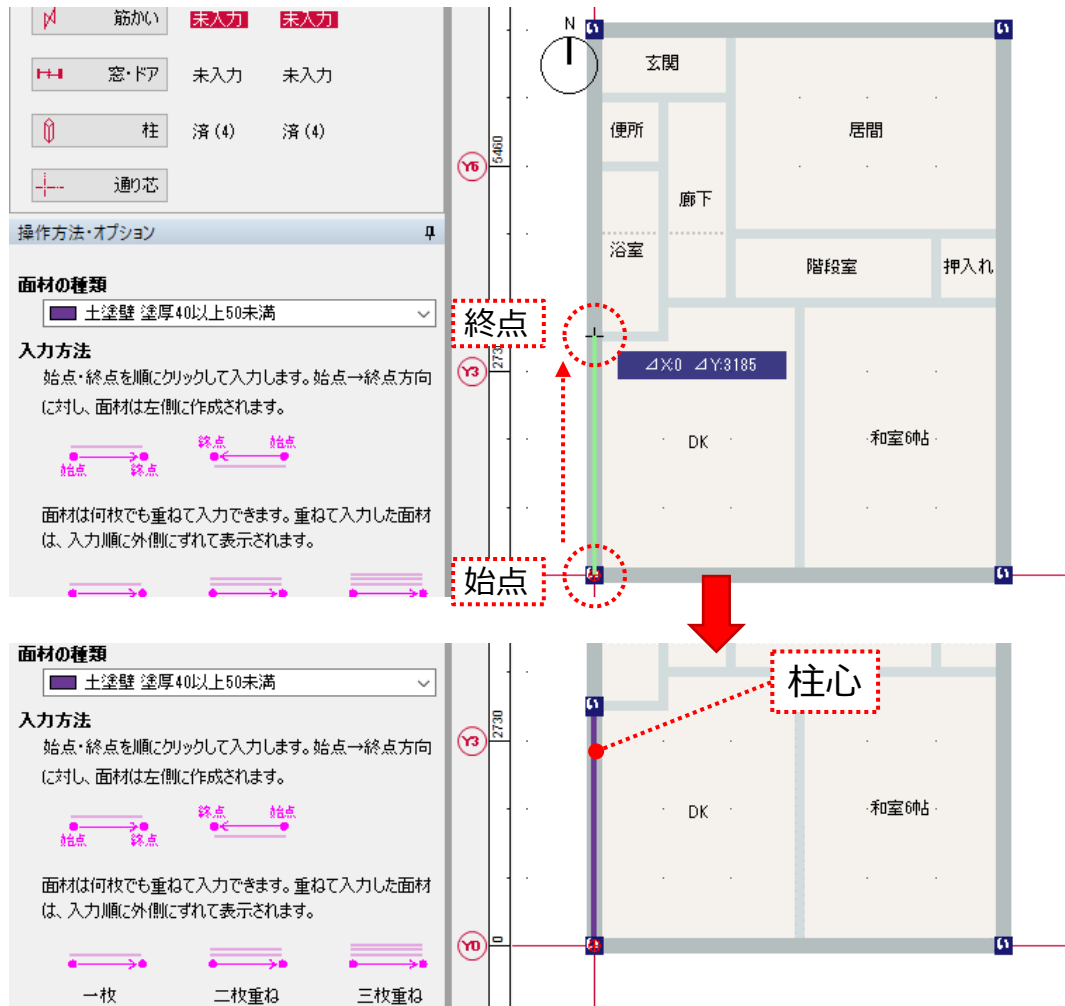 筋かい 未入力 未入力
窓・ドア 未入力 未入力
柱 済(4) 済(4)
通り芯
操作方法・オプション
面材の種類
土塗壁 塗厚40以上50未満
入力方法
始点・終点を順にクリックして入力します。始点→終点方向
に対し、面材は左側に作成されます。
終点 始点
始点 終点
面材は何枚でも重ねて入力できます。重ねて入力した面材
は、入力順に外側にずれて表示されます。
N
玄関
便所
居間
Y6 5460
廊下
浴室
階段室
押入れ
終点
Y3
⊿X:0 ⊿Y:3185
DK
和室6帖
始点
面材の種類
土塗壁 塗厚40以上50未満
入力方法
始点・終点を順にクリックして入力します。始点→終点方向
に対し、面材は左側に作成されます。
終点 始点
始点 終点
面材は何枚でも重ねて入力できます。重ねて入力した面材
は、入力順に外側にずれて表示されます。
一枚 二枚重ね 三枚重ね
柱心
Y3 2730
DK
和室6帖
Y0 0